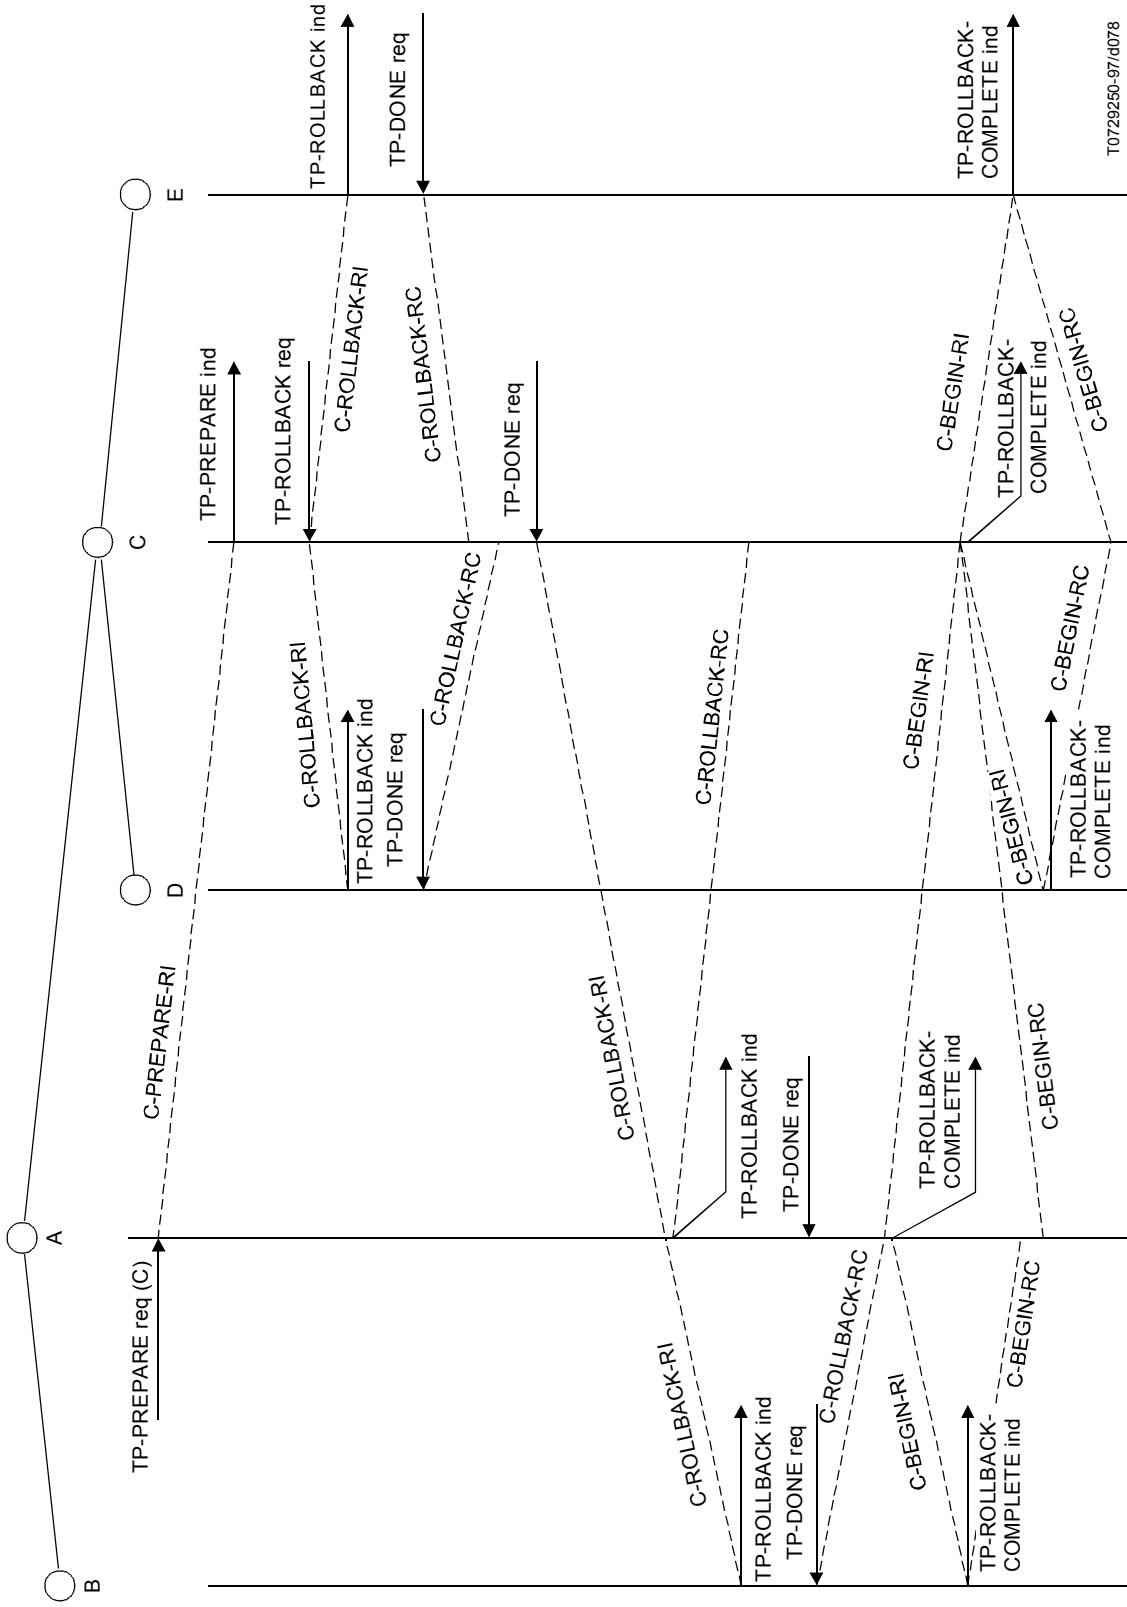 B
A
D
C
E
TP-PREPARE req (C)
C-PREPARE-RI
TP-PREPARE ind
TP-ROLLBACK req
C-ROLLBACK-RI
C-ROLLBACK-RI
TP-ROLLBACK ind
TP-ROLLBACK ind
TP-DONE req
TP-DONE req
C-ROLLBACK-RC
C-ROLLBACK-RC
TP-DONE req
C-ROLLBACK-RI
C-ROLLBACK-RI
C-ROLLBACK-RC
TP-ROLLBACK ind
TP-ROLLBACK ind
TP-DONE req
TP-DONE req
C-ROLLBACK-RC
C-BEGIN-RI
C-BEGIN-RI
TP-ROLLBACK-
COMPLETE ind
C-BEGIN-RI
TP-ROLLBACK-
COMPLETE ind
TP-ROLLBACK-
COMPLETE ind
C-BEGIN-RI
TP-ROLLBACK-
COMPLETE ind
C-BEGIN-RC
C-BEGIN-RC
C-BEGIN-RC
C-BEGIN-RC
TP-ROLLBACK-
COMPLETE ind
T0729250-97/d078